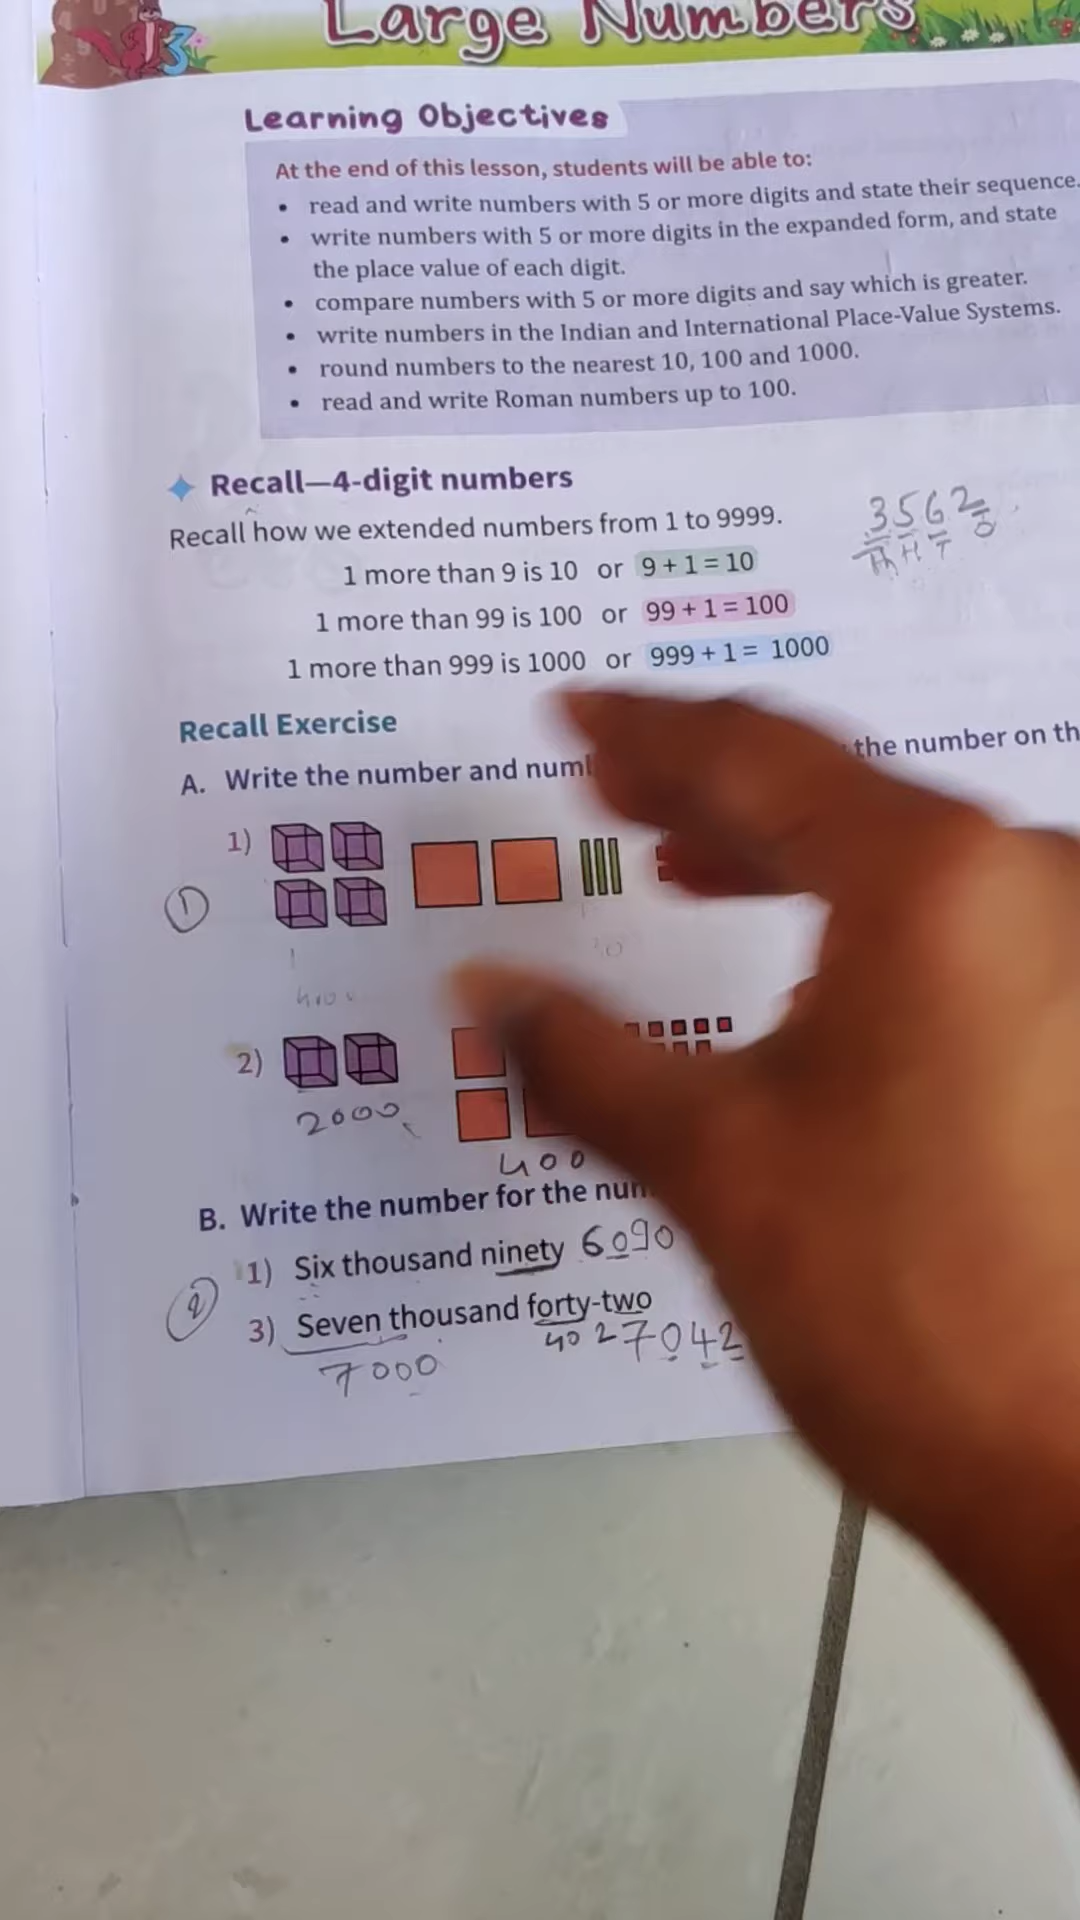 Large Numbers
3
Learning Objectives
At the end of this lesson, students will be able to:
• read and write numbers with 5 or more digits and state their sequence.
• write numbers with 5 or more digits in the expanded form, and state
the place value of each digit.
• compare numbers with 5 or more digits and say which is greater.
• write numbers in the Indian and International Place-Value Systems.
• round numbers to the nearest 10, 100 and 1000.
• read and write Roman numbers up to 100.
Recall—4-digit numbers
3562
Th H T O
Recall how we extended numbers from 1 to 9999.
1 more than 9 is 10 or 9 + 1 = 10
1 more than 99 is 100 or 99 + 1 = 100
1 more than 999 is 1000 or 999 + 1 = 1000
Recall Exercise
A. Write the number and the number on
1)
1
2)
2000
400
B. Write the number for the
1) Six thousand ninety 6090
2
3) Seven thousand forty-two
40 2 7042
7000